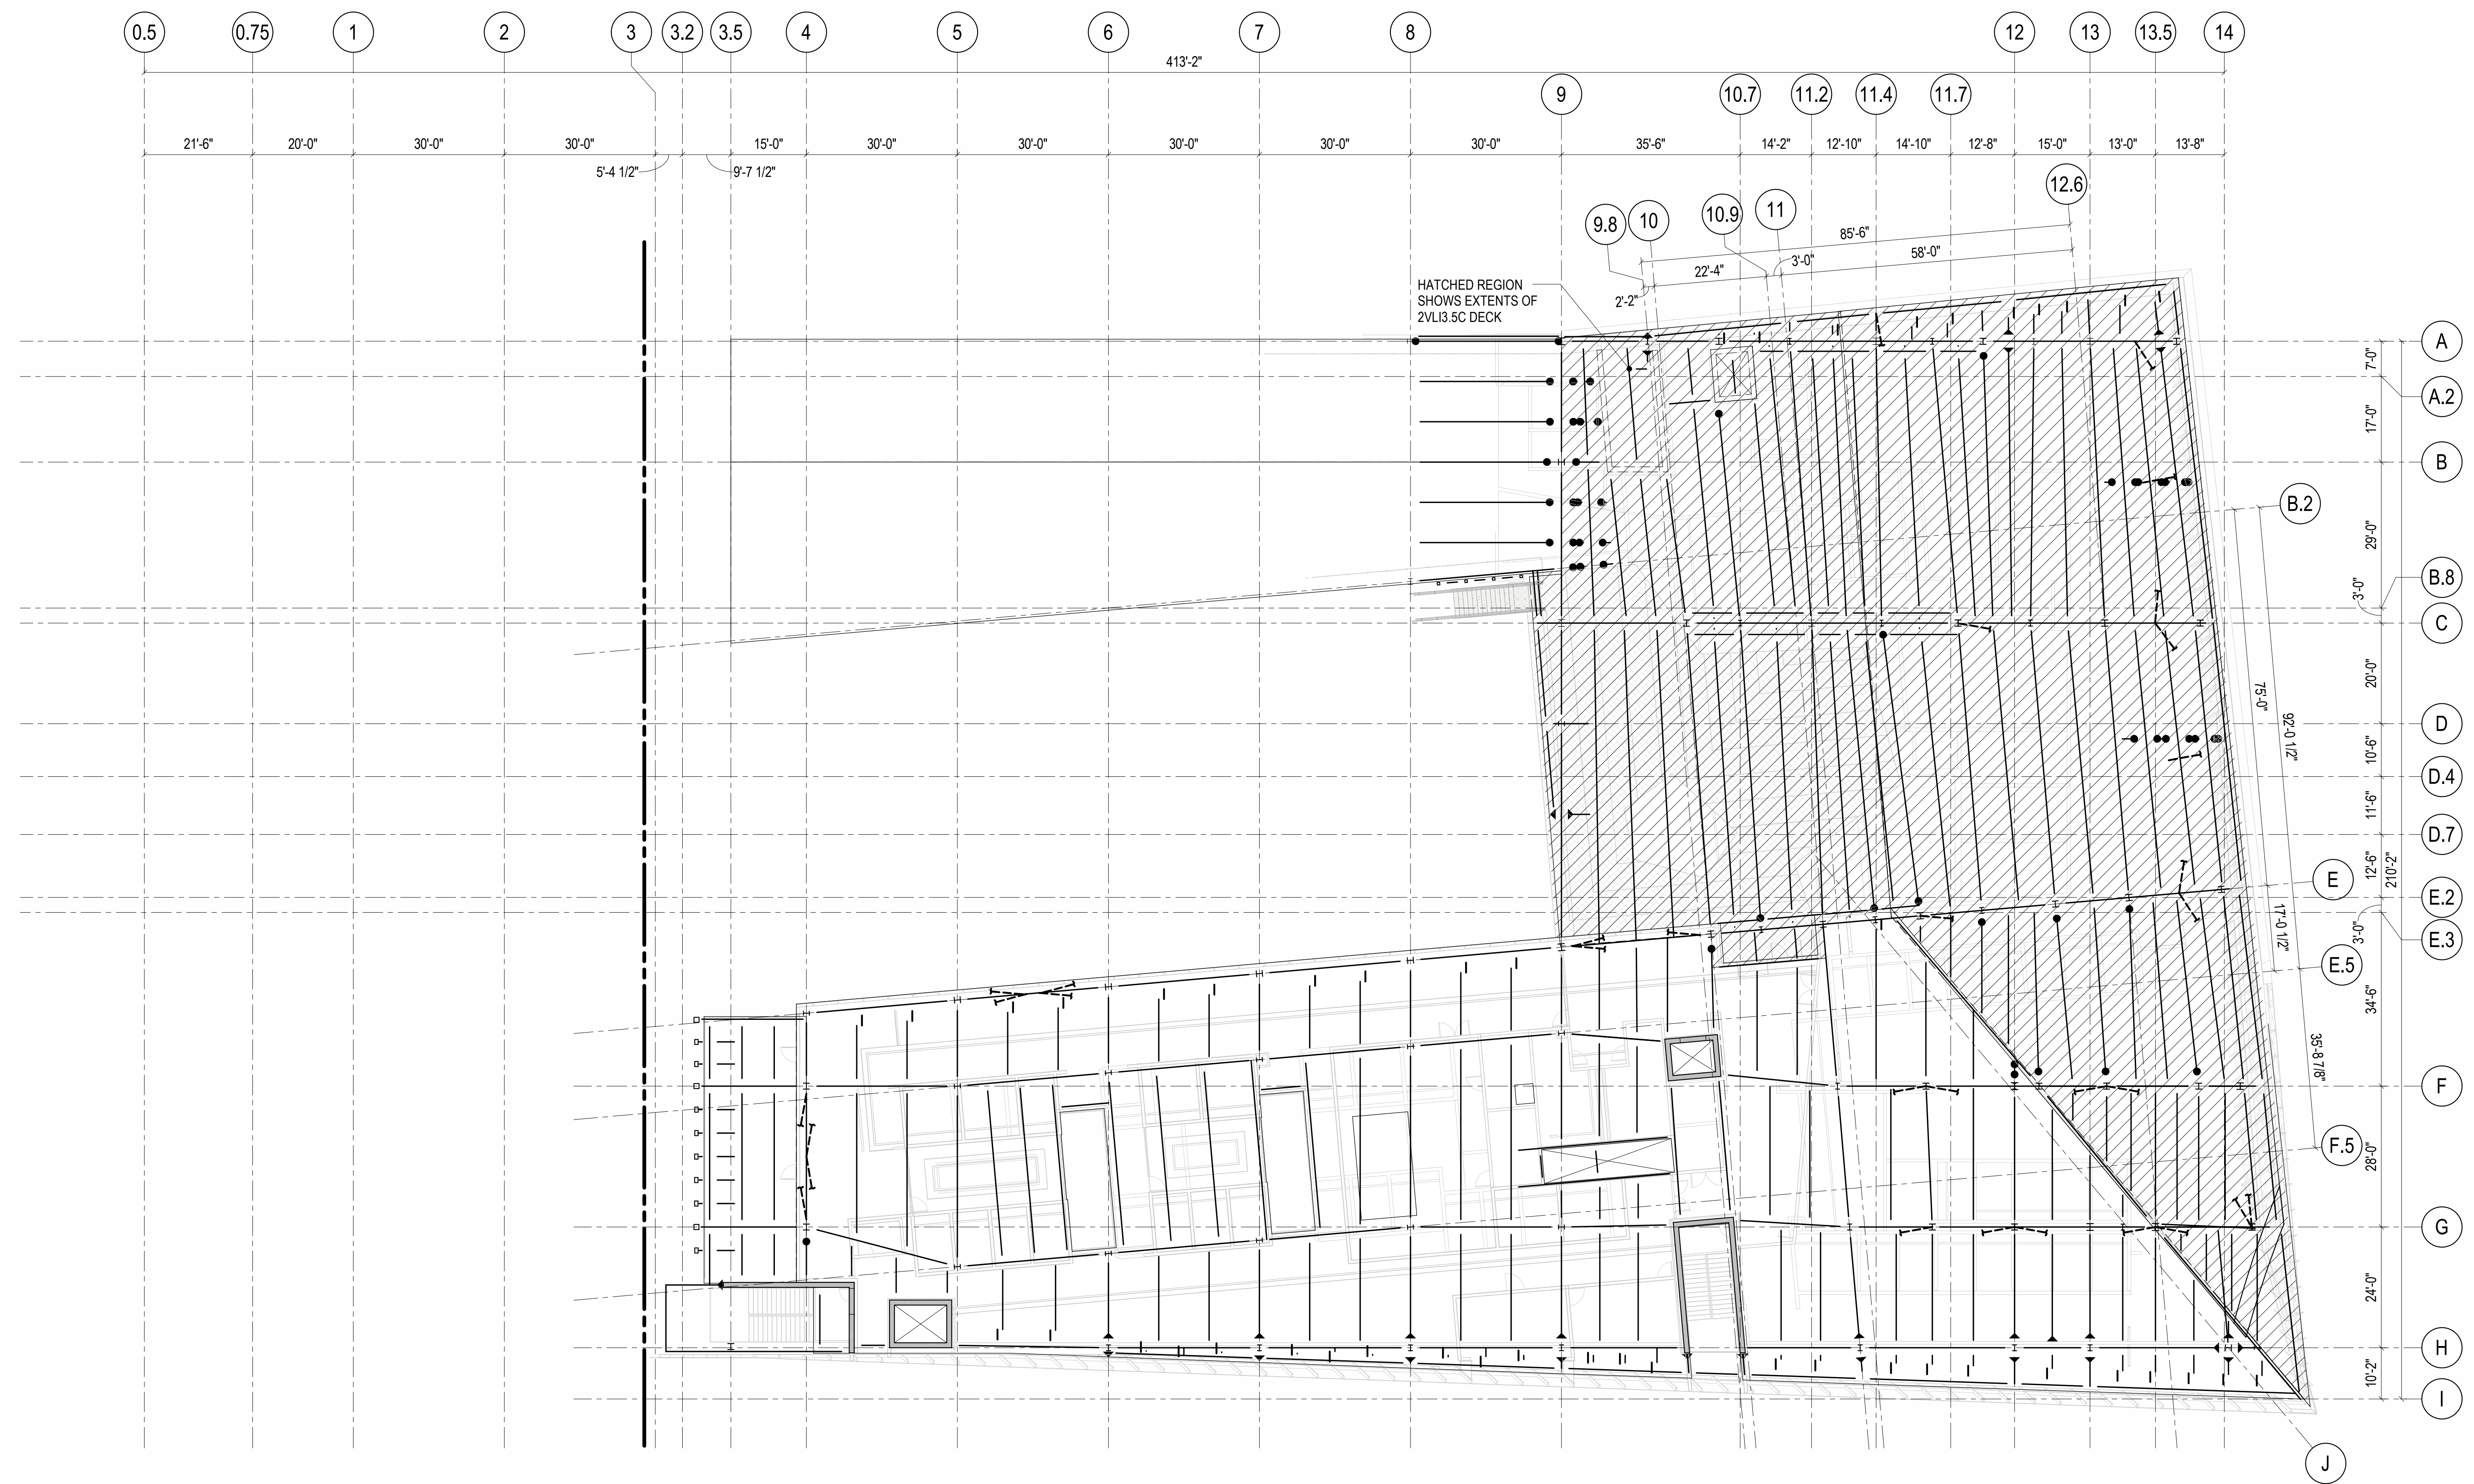 0.5 0.75 1 2 3 3.2 3.5 4 5 6 7 8 12 13 13.5 14
413'-2"
9 10.7 11.2 11.4 11.7
21'-6" 20'-0" 30'-0" 30'-0" 15'-0" 30'-0" 30'-0" 30'-0" 30'-0" 30'-0" 35'-6" 14'-2" 12'-10" 14'-10" 12'-8" 15'-0" 13'-0" 13'-8"
5'-4 1/2" 9'-7 1/2"
12.6
9.8 10 10.9 11
85'-6"
58'-0"
3'-0"
22'-4"
2'-2"
HATCHED REGION
SHOWS EXTENTS OF
2VLI3.5C DECK
A
7'-0"
A.2
17'-0"
B
B.2
29'-0"
B.8
3'-0"
C
20'-0"
75'-0"
92'-0 1/2"
D
10'-6"
D.4
11'-6"
D.7
12'-6"
210'-2"
E
E.2
17'-0 1/2"
3'-0"
E.3
E.5
34'-6"
35'-8 7/8"
F
F.5
28'-0"
G
24'-0"
H
10'-2"
I
J